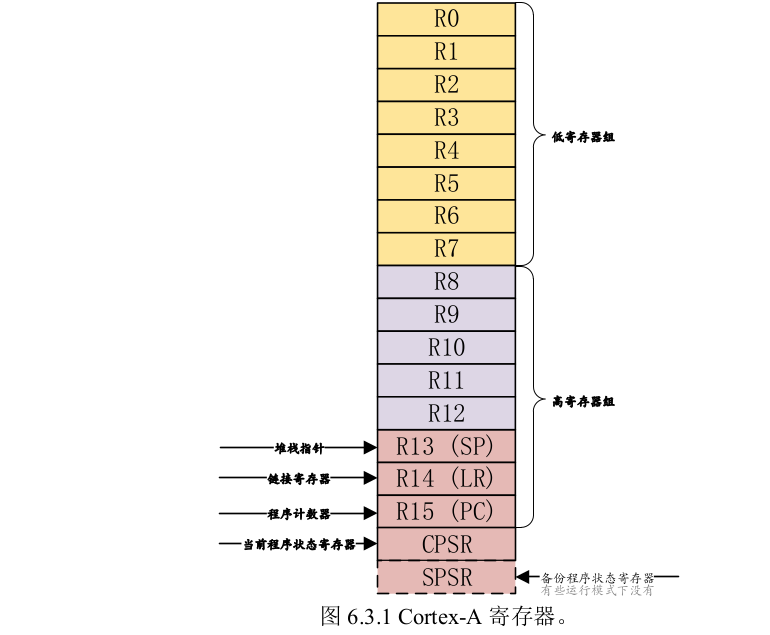 R0
R1
R2
R3
低寄存器组
R4
R5
R6
R7
R8
R9
R10
R11
高寄存器组
R12
堆栈指针 R13 (SP)
链接寄存器 R14 (LR)
程序计数器 R15 (PC)
当前程序状态寄存器 CPSR
SPSR 备份程序状态寄存器
有些运行模式下没有
图 6.3.1 Cortex-A 寄存器。